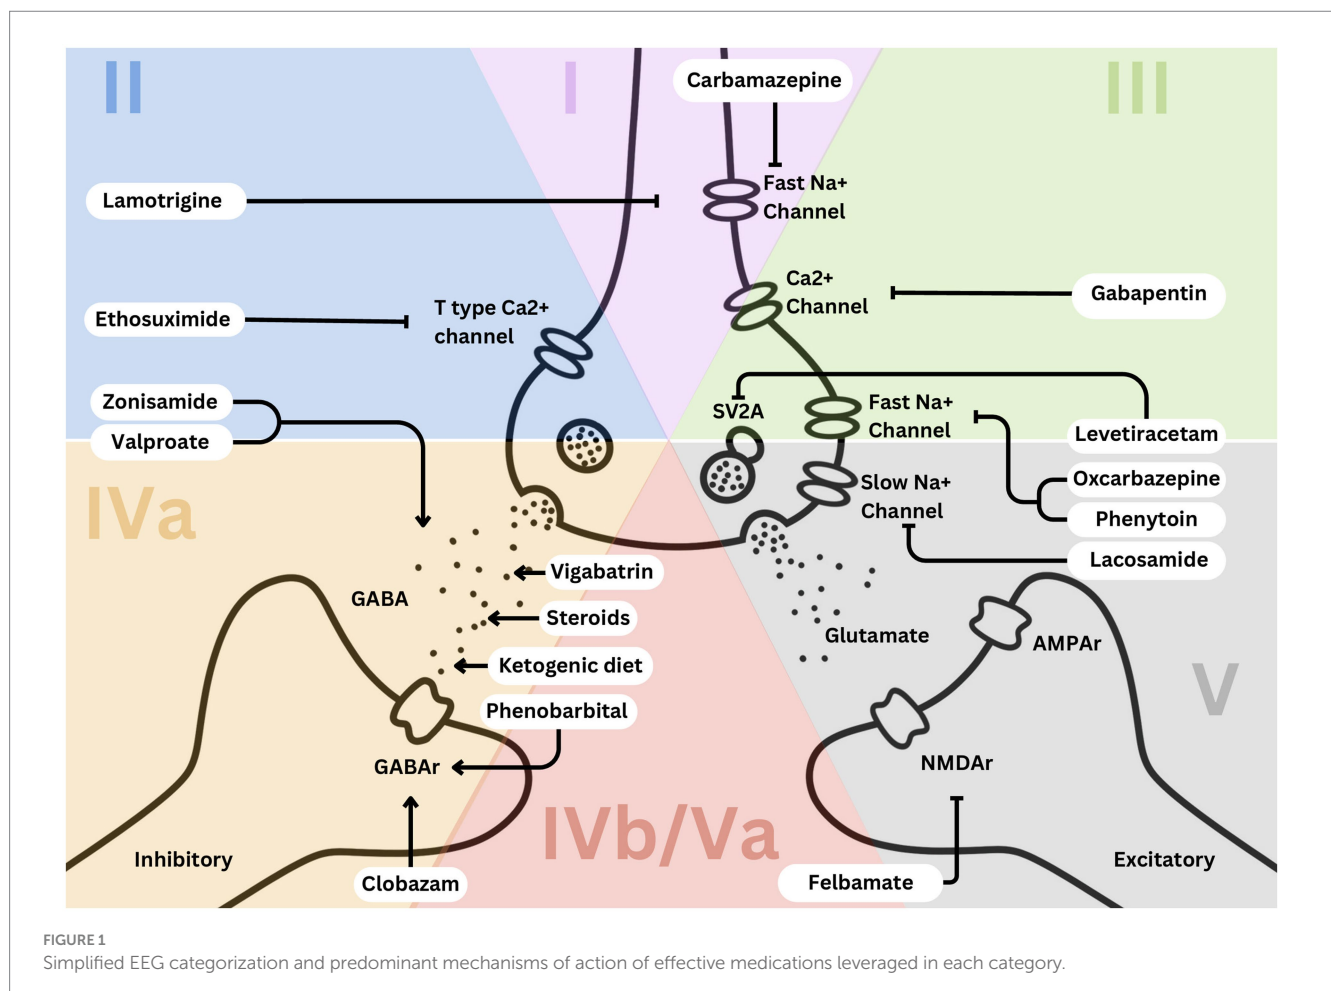 II
I
III
Carbamazepine
Fast Na+
Channel
Lamotrigine
Ca2+
Channel
Gabapentin
T type Ca2+
channel
Ethosuximide
Zonisamide
Valproate
SV2A
Fast Na+
Channel
Levetiracetam
IVa
Slow Na+
Channel
Oxcarbazepine
Phenytoin
Lacosamide
Vigabatrin
GABA
Steroids
Glutamate
AMPAr
Ketogenic diet
V
Phenobarbital
GABAr
NMDAr
IVb/Va
Inhibitory
Excitatory
Clobazam
Felbamate
FIGURE 1
Simplified EEG categorization and predominant mechanisms of action of effective medications leveraged in each category.